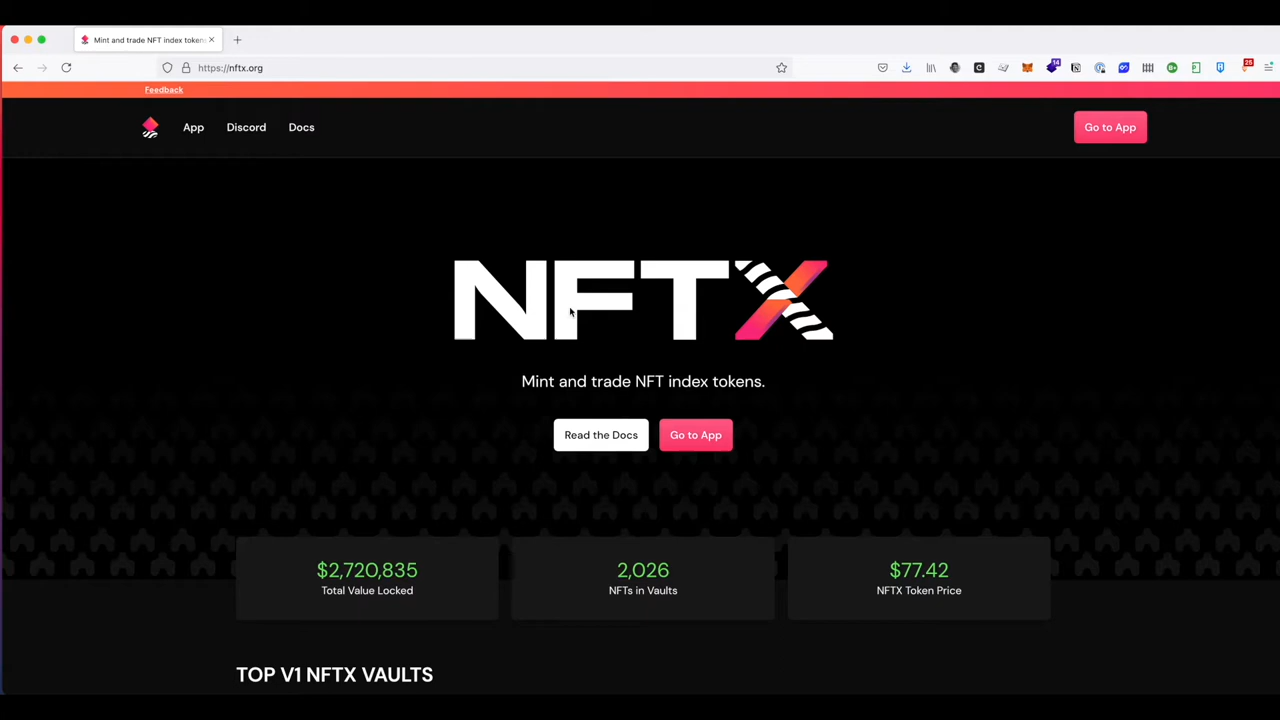 Mint and trade NFT index token
https://nftx.org
14
25
Feedback
App
Discord
Docs
Go to App
NFTX
Mint and trade NFT index tokens.
Read the Docs
Go to App
$2,720,835
Total Value Locked
2,026
NFTs in Vaults
$77.42
NFTX Token Price
TOP V1 NFTX VAULTS